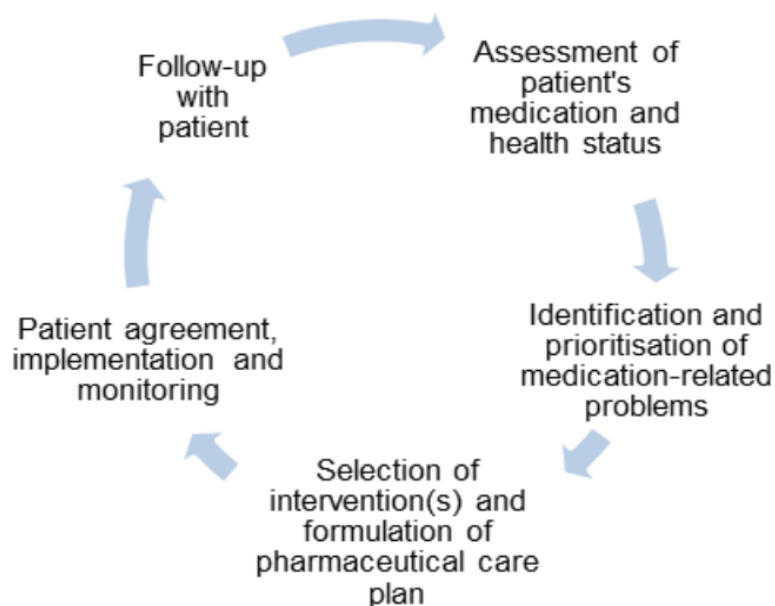 Follow-up
with
patient
Assessment of
patient's
medication and
health status
Identification and
prioritisation of
medication-related
problems
Selection of
intervention(s) and
formulation of
pharmaceutical care
plan
Patient agreement,
implementation and
monitoring